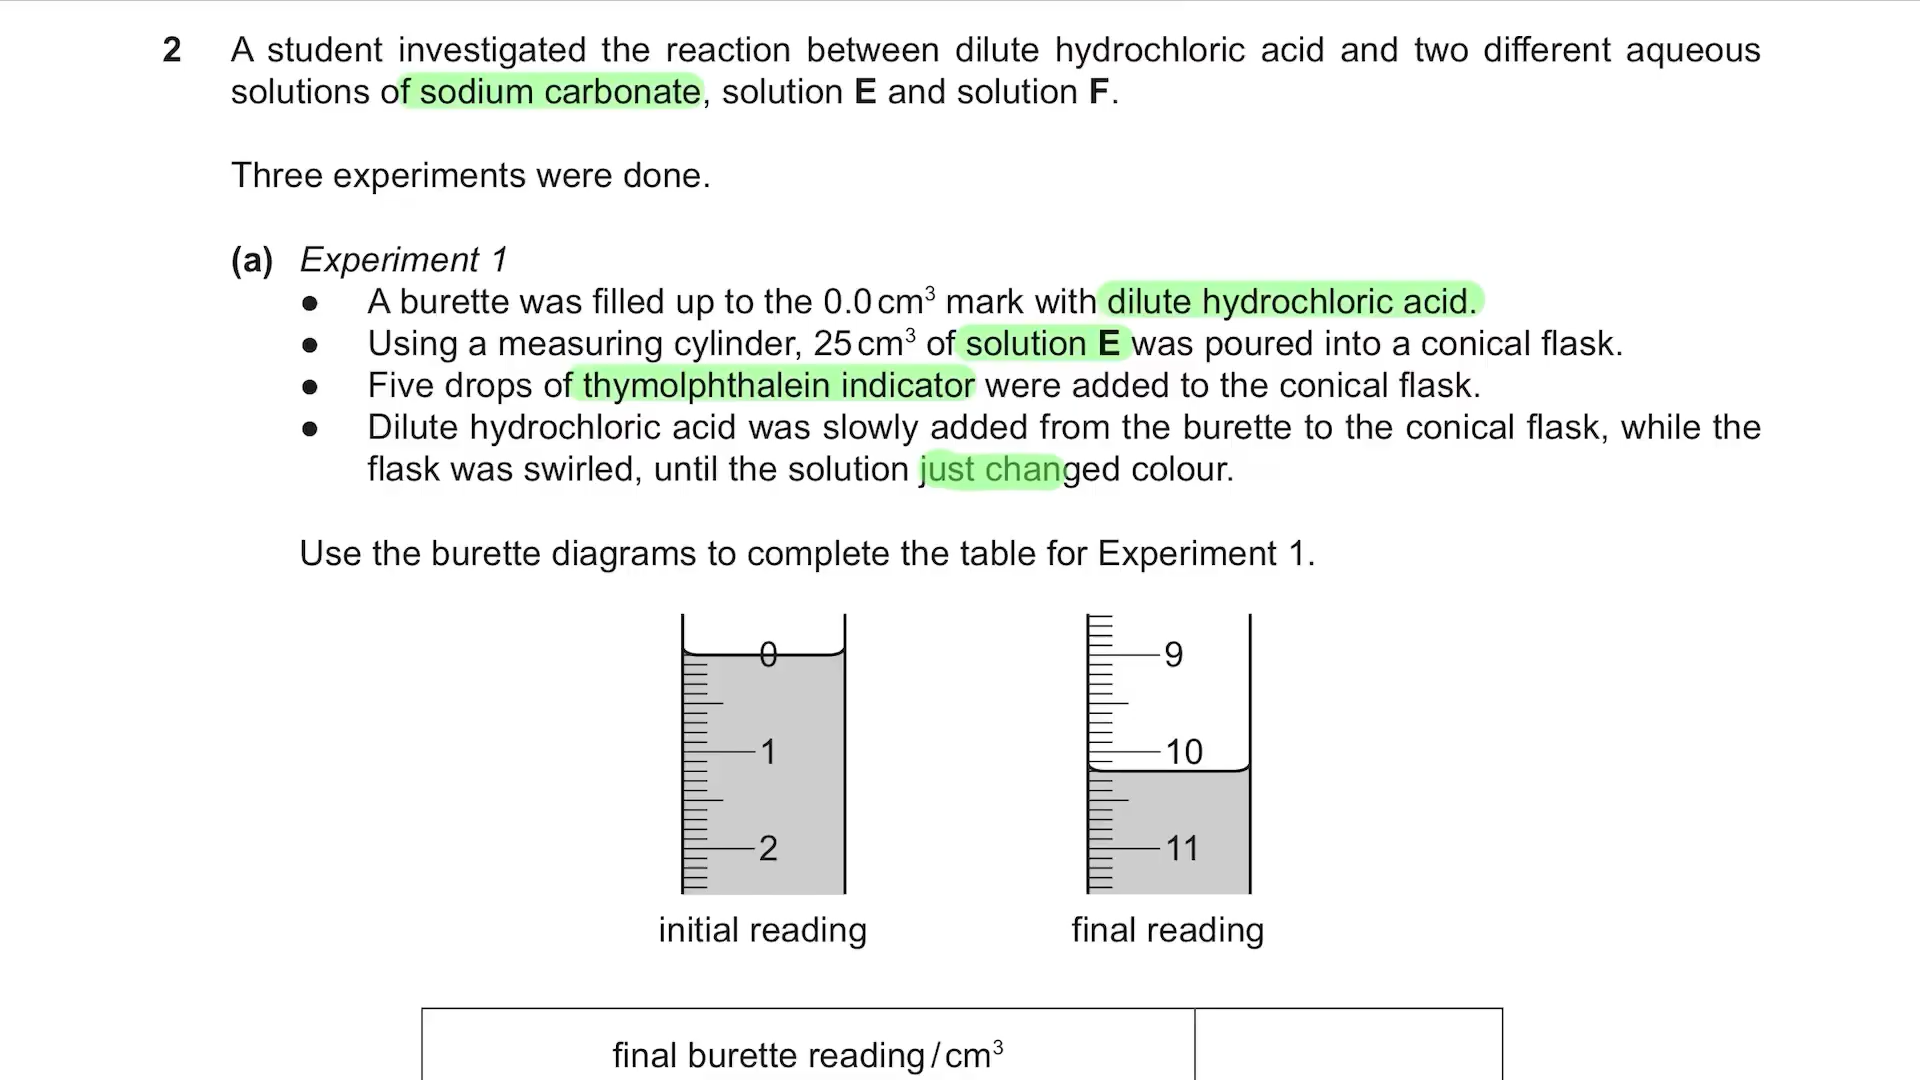 2 A student investigated the reaction between dilute hydrochloric acid and two different aqueous
solutions of sodium carbonate, solution E and solution F.
Three experiments were done.
(a) Experiment 1
• A burette was filled up to the 0.0 cm³ mark with dilute hydrochloric acid.
• Using a measuring cylinder, 25 cm³ of solution E was poured into a conical flask.
• Five drops of thymolphthalein indicator were added to the conical flask.
• Dilute hydrochloric acid was slowly added from the burette to the conical flask, while the
flask was swirled, until the solution just changed colour.
Use the burette diagrams to complete the table for Experiment 1.
0
1
2
initial reading
9
10
11
final reading
final burette reading / cm³